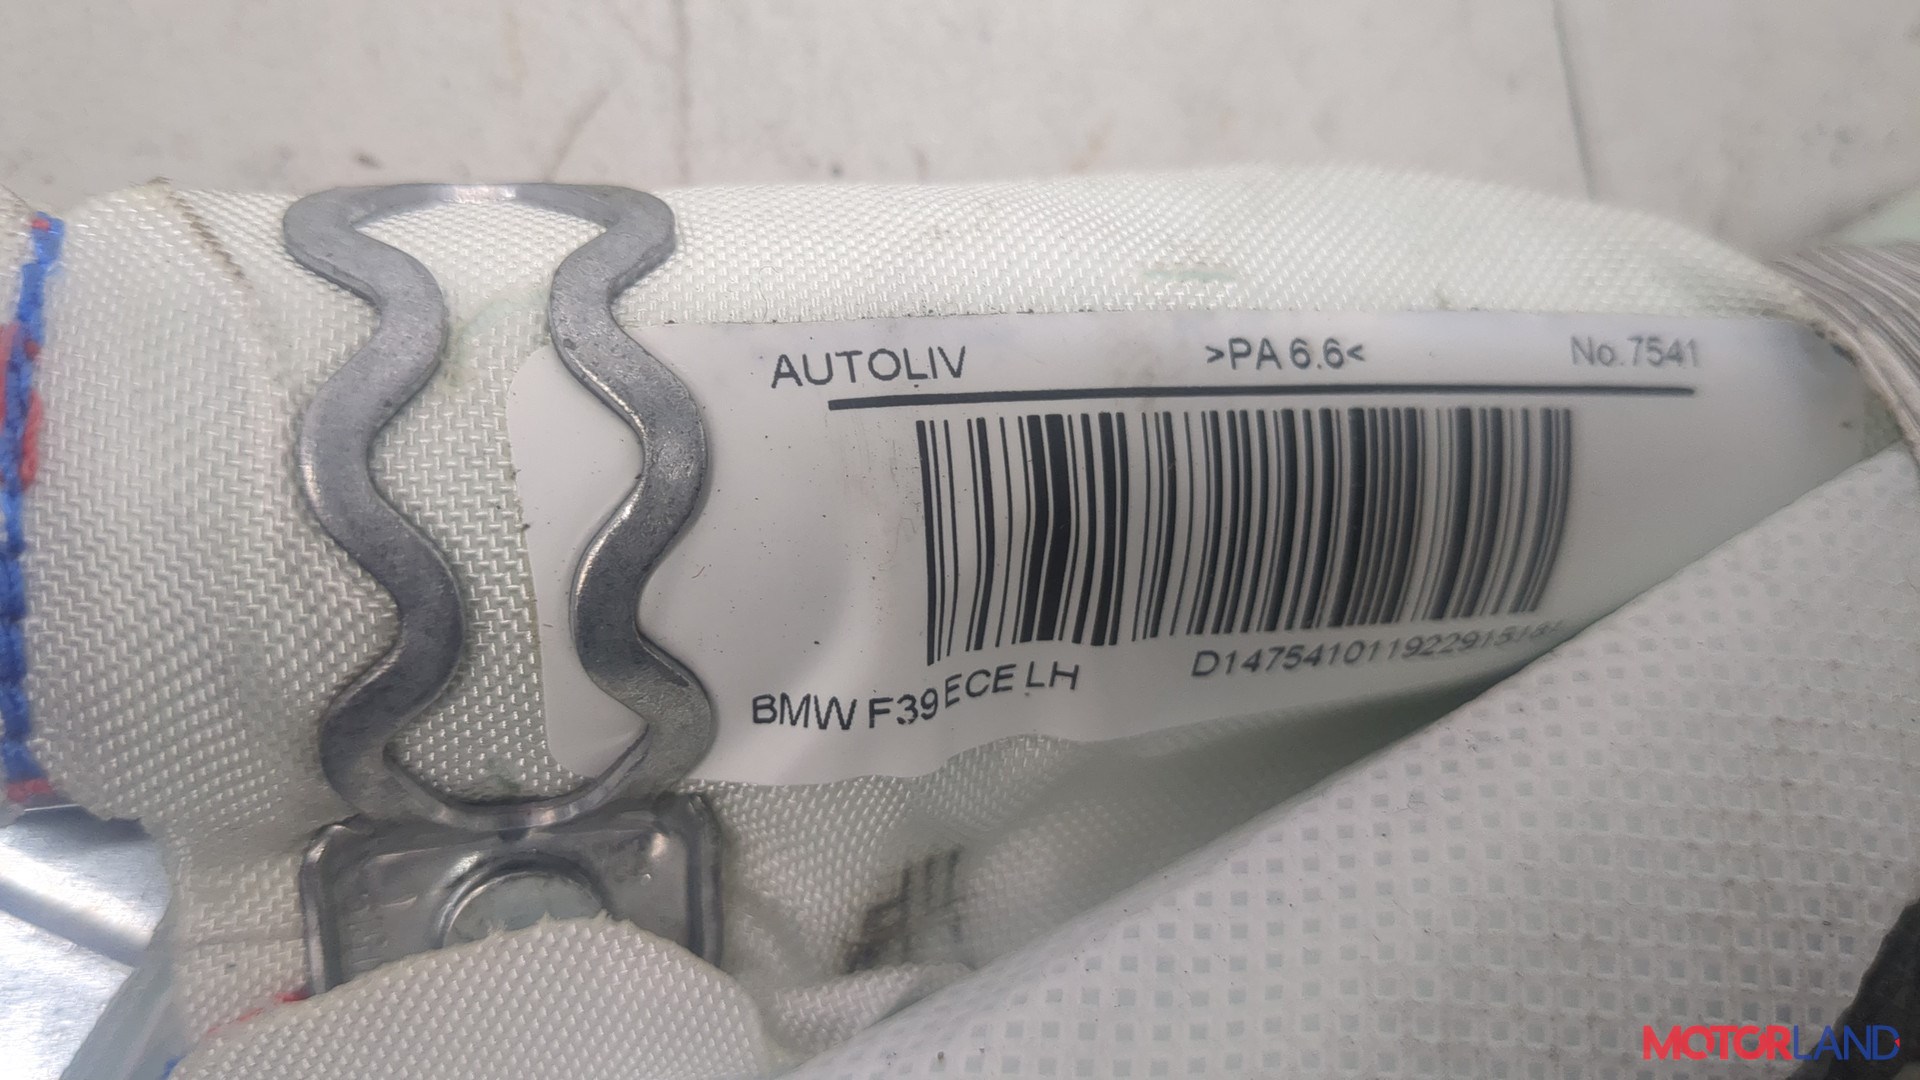 AUTOLIV >PA 6.6< No.7541
BMW F39 ECE LH
MOTORLAND